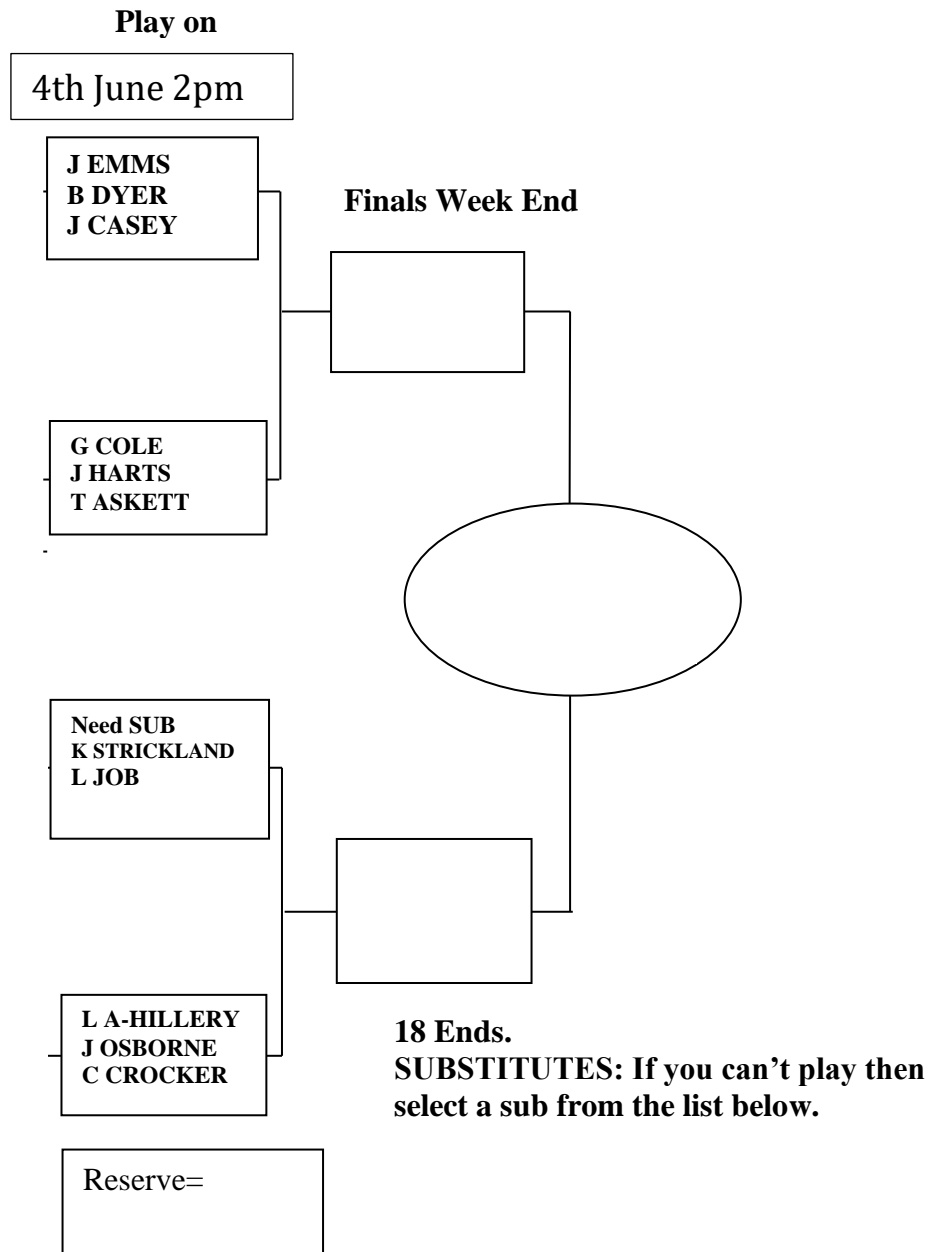 Play on
4th June 2pm
J EMMS
B DYER
J CASEY
Finals Week End
G COLE
J HARTS
T ASKETT
Need SUB
K STRICKLAND
L JOB
L A-HILLERY
J OSBORNE
C CROCKER
18 Ends.
SUBSTITUTES: If you can’t play then
select a sub from the list below.
Reserve=